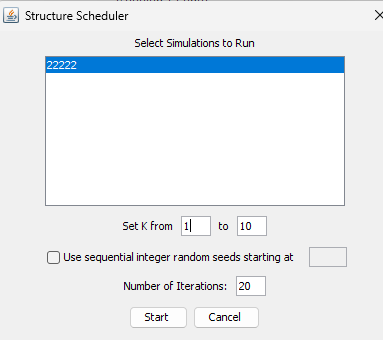 Structure Scheduler
Select Simulations to Run
22222
Set K from 1 to 10
Use sequential integer random seeds starting at
Number of Iterations: 20
Start Cancel